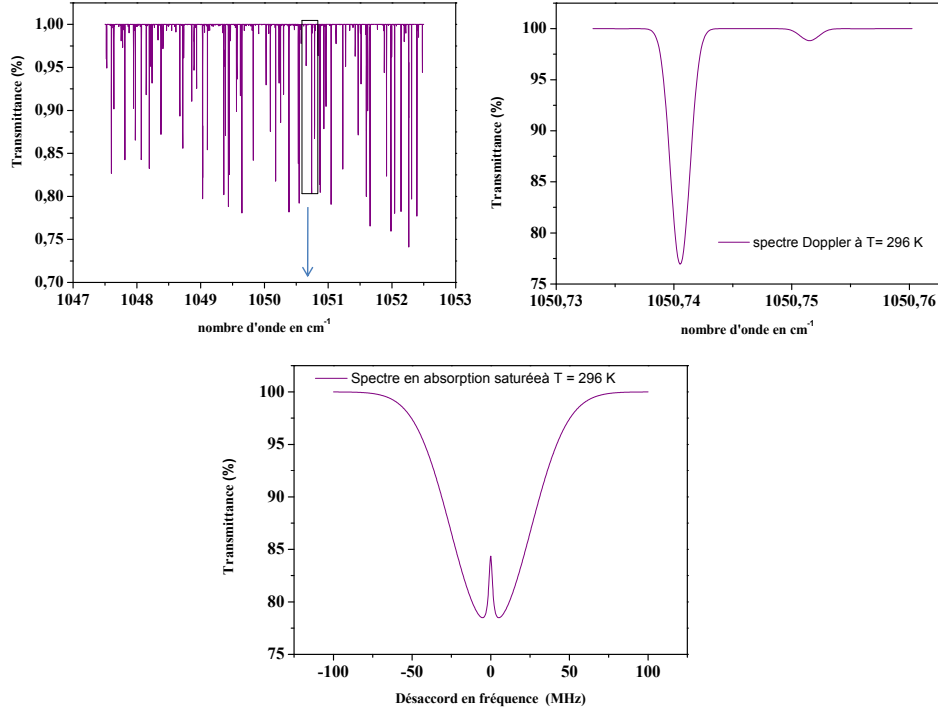 1,00
0,95
0,90
0,85
0,80
0,75
0,70
Transmittance (%)
1047 1048 1049 1050 1051 1052 1053
nombre d'onde en cm-1
100
95
90
85
80
75
Transmittance (%)
spectre Doppler à T= 296 K
1050,73 1050,74 1050,75 1050,76
nombre d'onde en cm-1
Spectre en absorption saturéeà T = 296 K
100
95
90
85
80
75
Transmittance (%)
-100 -50 0 50 100
Désaccord en fréquence (MHz)